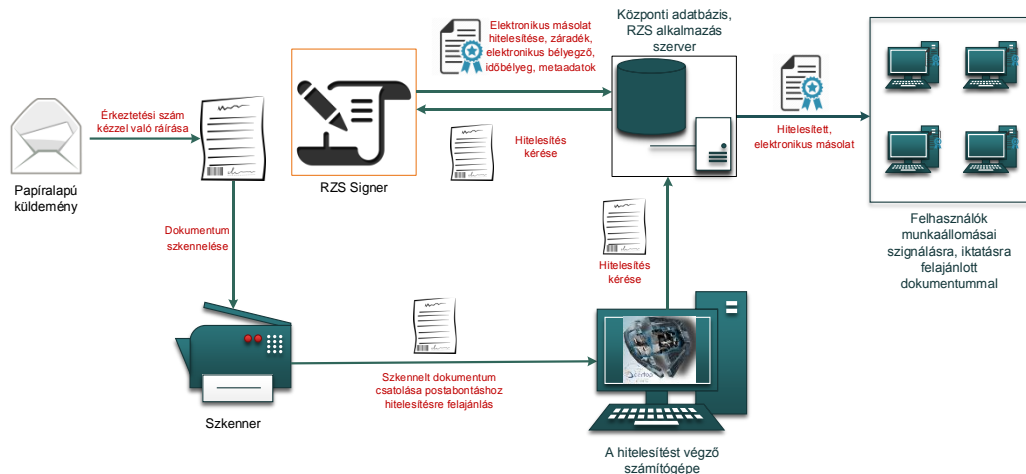 Elektronikus másolat
hitelesítése, záradék,
elektronikus bélyegző,
időbélyeg, metaadatok
Központi adatbázis,
RZS alkalmazás
szerver
Érkeztetési szám
kézzel való ráírása
Papíralapú
küldemény
RZS Signer
Hitelesítés
kérése
Hitelesített,
elektronikus másolat
Felhasználók
munkaállomásai
szignálásra, iktatásra
felajánlott
dokumentummal
Dokumentum
szkennelése
Hitelesítés
kérése
Szkennelt dokumentum
csatolása postabontáshoz
hitelesítésre felajánlás
Szkenner
A hitelesítést végző
számítógépe